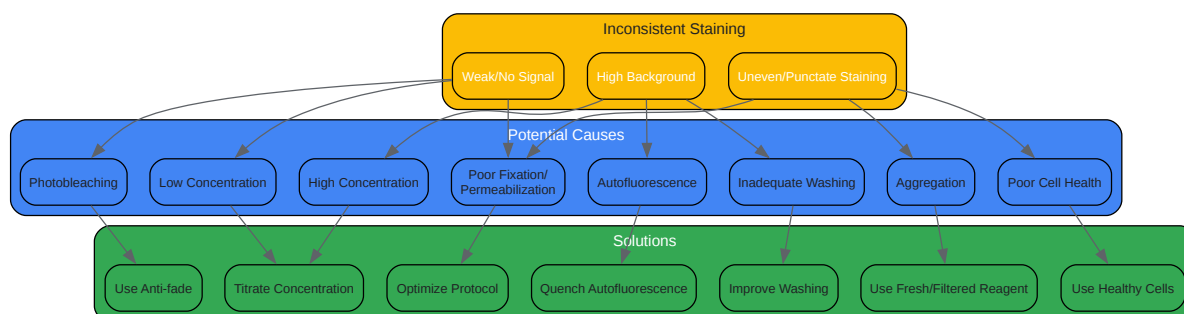 Inconsistent Staining
Weak/No Signal
High Background
Uneven/Punctate Staining
Potential Causes
Photobleaching
Low Concentration
High Concentration
Poor Fixation/
Permeabilization
Autofluorescence
Inadequate Washing
Aggregation
Poor Cell Health
Solutions
Use Anti-fade
Titrate Concentration
Optimize Protocol
Quench Autofluorescence
Improve Washing
Use Fresh/Filtered Reagent
Use Healthy Cells